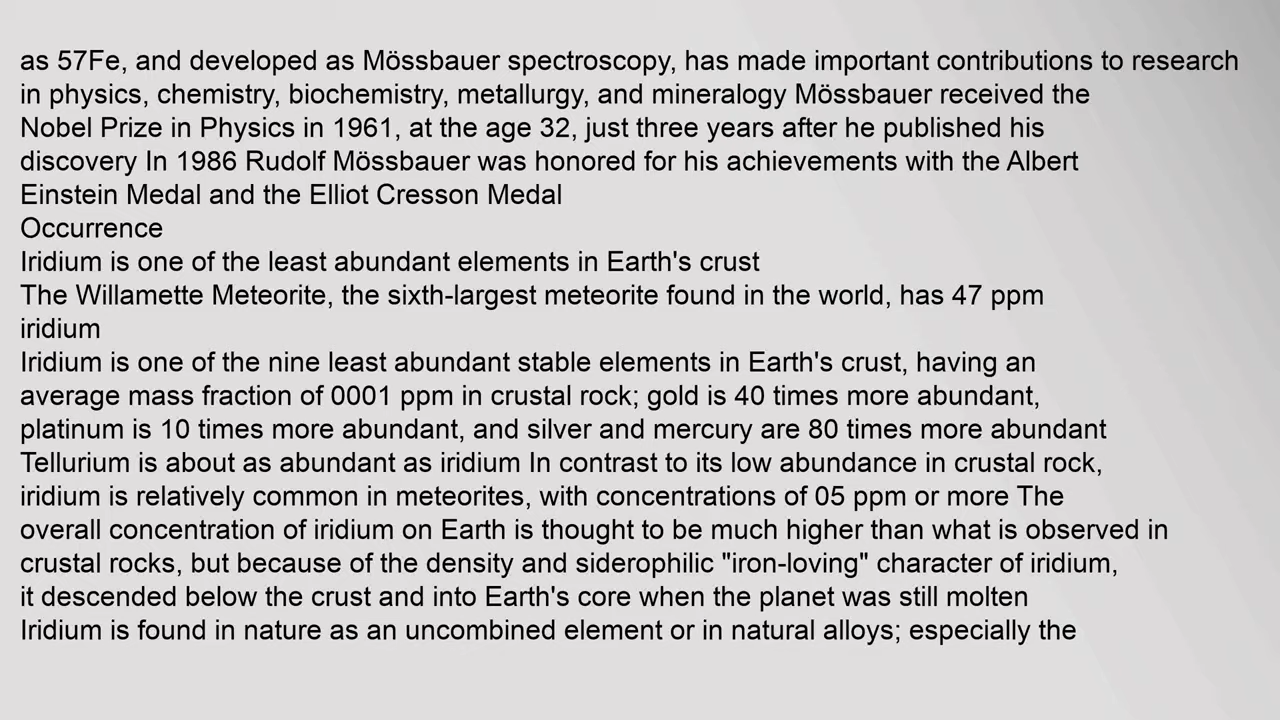 as 57Fe, and developed as Mössbauer spectroscopy, has made important contributions to research
in physics, chemistry, biochemistry, metallurgy, and mineralogy Mössbauer received the
Nobel Prize in Physics in 1961, at the age 32, just three years after he published his
discovery In 1986 Rudolf Mössbauer was honored for his achievements with the Albert
Einstein Medal and the Elliot Cresson Medal
Occurrence
Iridium is one of the least abundant elements in Earth's crust
The Willamette Meteorite, the sixth-largest meteorite found in the world, has 47 ppm
iridium
Iridium is one of the nine least abundant stable elements in Earth's crust, having an
average mass fraction of 0001 ppm in crustal rock; gold is 40 times more abundant,
platinum is 10 times more abundant, and silver and mercury are 80 times more abundant
Tellurium is about as abundant as iridium In contrast to its low abundance in crustal rock,
iridium is relatively common in meteorites, with concentrations of 05 ppm or more The
overall concentration of iridium on Earth is thought to be much higher than what is observed in
crustal rocks, but because of the density and siderophilic "iron-loving" character of iridium,
it descended below the crust and into Earth's core when the planet was still molten
Iridium is found in nature as an uncombined element or in natural alloys; especially the